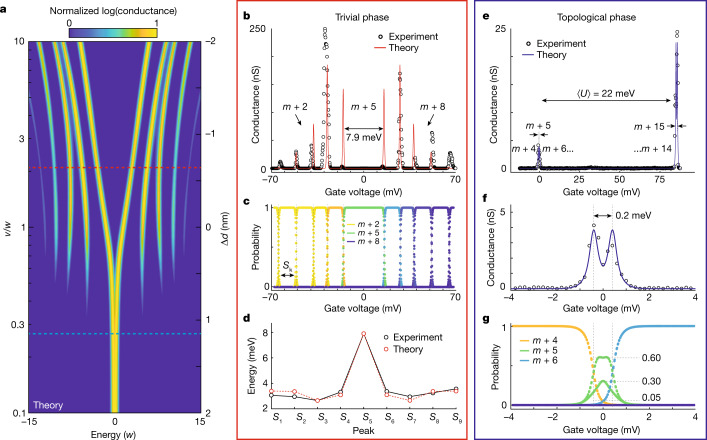 a
Normalized log(conductance)
0 1
10
3
1
0.3
0.1
v/w
−2
−1
0
1
2
Δd (nm)
Theory
−15 0 15
Energy (w)
Trivial phase
b
250
125
0
Conductance (nS)
Experiment
Theory
m + 2
m + 5
m + 8
7.9 meV
−70 0 70
Gate voltage (mV)
c
1
0
Probability
m + 2
m + 5
m + 8
−70 0 70
Gate voltage (mV)
d
8
6
4
2
Energy (meV)
Experiment
Theory
S1 S2 S3 S4 S5 S6 S7 S8 S9
Peak
Topological phase
e
25
0
Conductance (nS)
Experiment
Theory
⟨U⟩ = 22 meV
m + 5
m + 4
m + 6...
m + 15
...m + 14
0 25 50 75
Gate voltage (mV)
f
5
0
Conductance (nS)
0.2 meV
−4 −2 0 2 4
Gate voltage (mV)
g
1
0
Probability
m + 4
m + 5
m + 6
0.60
0.30
0.05
−4 −2 0 2 4
Gate voltage (mV)